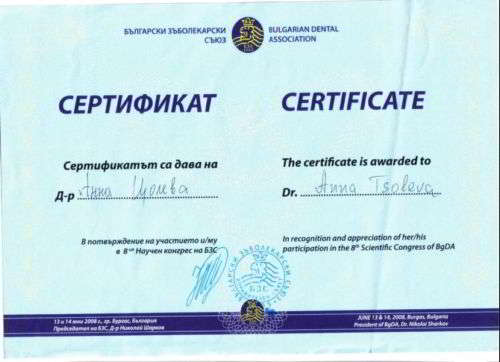 БЪЛГАРСКИ ЗЪБОЛЕКАРСКИ
СЪЮЗ
BULGARIAN DENTAL
ASSOCIATION
СЕРТИФИКАТ
CERTIFICATE
Сертификатът са дава на
Д-р Анна Цолева
The certificate is awarded to
Dr. Anna Tsoleva
В потвърждение на участието и/му
в 8ия Научен конгрес на БЗС
In recognition and appreciation of her/his
participation in the 8th Scientific Congress of BgDA
БЪЛГАРСКИ ЗЪБОЛЕКАРСКИ СЪЮЗ
БЗС
13 и 14 юни 2008 г., гр. Бургас, България
Председател на БЗС, Д-р Николай Шарков
JUNE 13 & 14, 2008, Burgas, Bulgaria
President of BgDA, Dr. Nikolai Sharkov